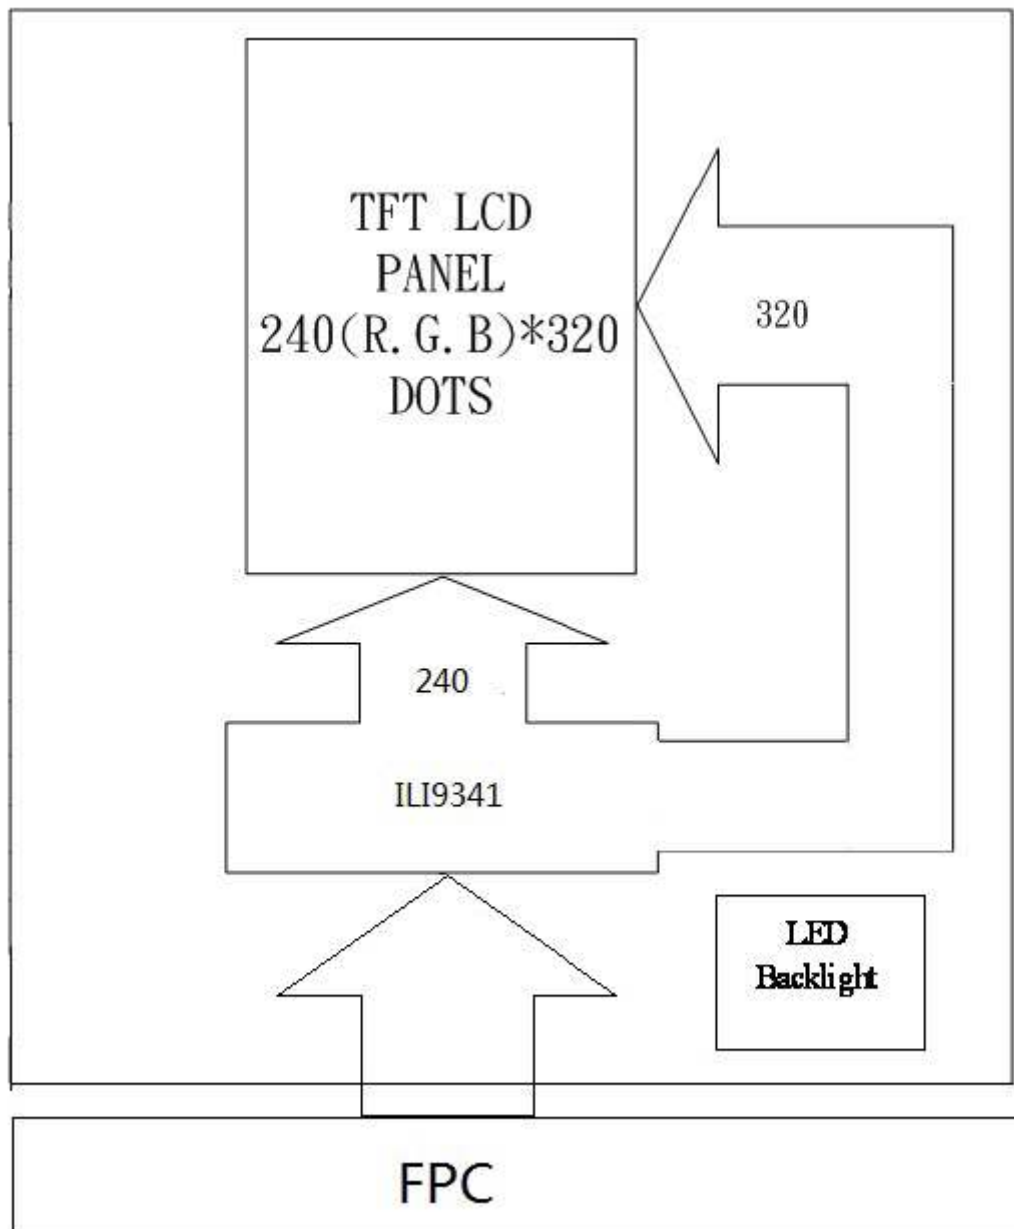 TFT LCD
PANEL
240(R.G.B)*320
DOTS
320
240
ILI9341
LED
Backlight
FPC